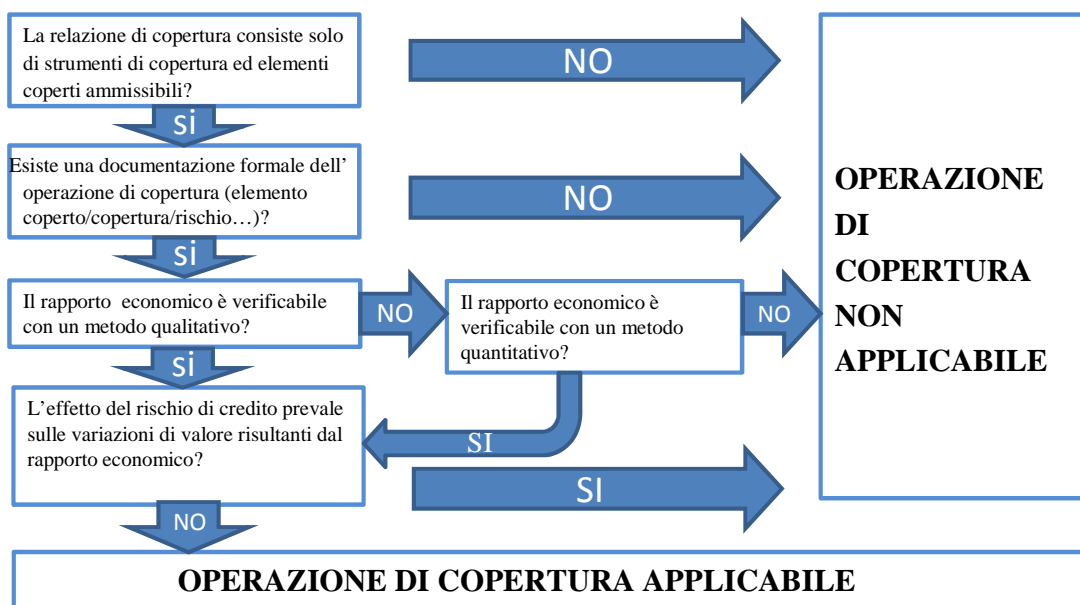 La relazione di copertura consiste solo
di strumenti di copertura ed elementi
coperti ammissibili?
NO
si
Esiste una documentazione formale dell’
operazione di copertura (elemento
coperto/copertura/rischio…)?
NO
si
Il rapporto economico è verificabile
con un metodo qualitativo?
NO
Il rapporto economico è
verificabile con un metodo
quantitativo?
NO
si
L’effetto del rischio di credito prevale
sulle variazioni di valore risultanti dal
rapporto economico?
SI
SI
NO
OPERAZIONE
DI
COPERTURA
NON
APPLICABILE
OPERAZIONE DI COPERTURA APPLICABILE